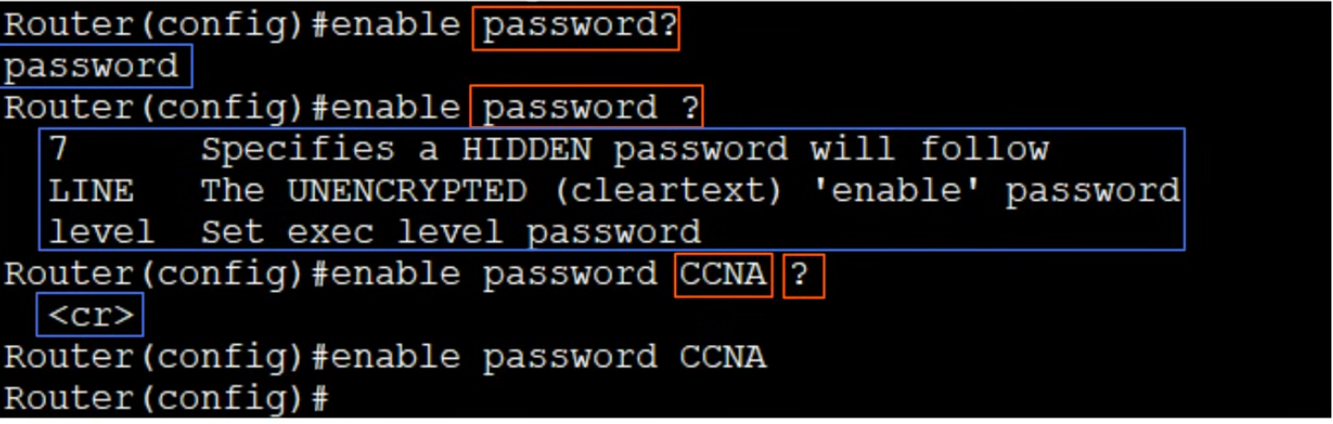 Router(config)#enable password?
password
Router(config)#enable password ?
7 Specifies a HIDDEN password will follow
LINE The UNENCRYPTED (cleartext) 'enable' password
level Set exec level password
Router(config)#enable password CCNA ?
<cr>
Router(config)#enable password CCNA
Router(config)#